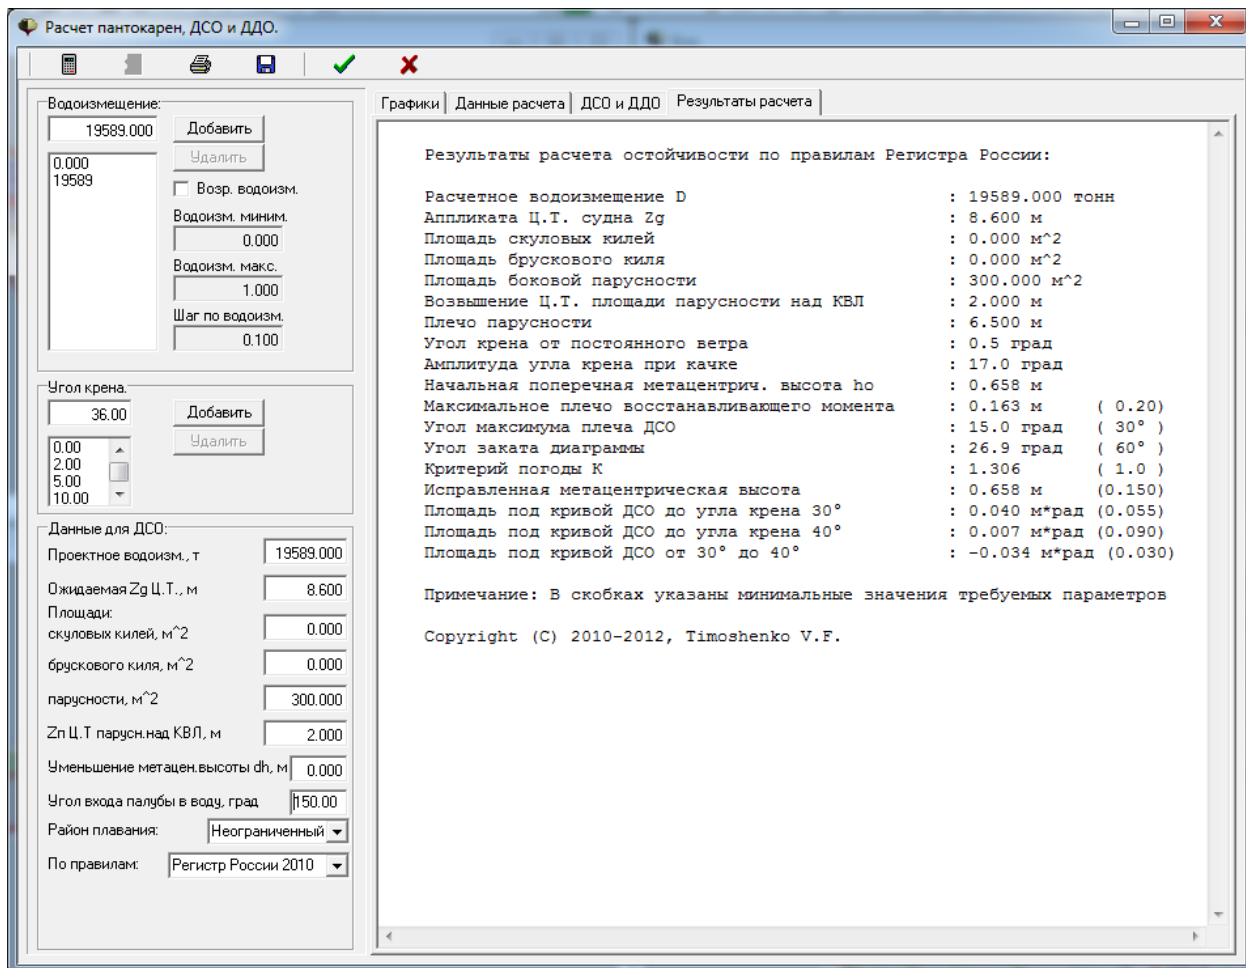 Расчет пантокарен, ДСО и ДДО.
Водоизмещение:
19589.000
Добавить
Удалить
0.000
19589
Возр. водоизм.
Водоизм. миним.
0.000
Водоизм. макс.
1.000
Шаг по водоизм.
0.100
Угол крена.
36.00
Добавить
Удалить
0.00
2.00
5.00
10.00
Данные для ДСО:
Проектное водоизм., т 19589.000
Ожидаемая Zg Ц.Т., м 8.600
Площади:
скуловых килей, м^2 0.000
брускового киля, м^2 0.000
парусности, м^2 300.000
Zп Ц.Т парусн.над КВЛ, м 2.000
Уменьшение метацен.высоты dh, м 0.000
Угол входа палубы в воду, град 150.00
Район плавания: Неограниченный
По правилам: Регистр России 2010
Графики Данные расчета ДСО и ДДО Результаты расчета
Результаты расчета остойчивости по правилам Регистра России:
Расчетное водоизмещение D : 19589.000 тонн
Аппликата Ц.Т. судна Zg : 8.600 м
Площадь скуловых килей : 0.000 м^2
Площадь брускового киля : 0.000 м^2
Площадь боковой парусности : 300.000 м^2
Возвышение Ц.Т. площади парусности над КВЛ : 2.000 м
Плечо парусности : 6.500 м
Угол крена от постоянного ветра : 0.5 град
Амплитуда угла крена при качке : 17.0 град
Начальная поперечная метацентрич. высота ho : 0.658 м
Максимальное плечо восстанавливающего момента : 0.163 м ( 0.20)
Угол максимума плеча ДСО : 15.0 град ( 30° )
Угол заката диаграммы : 26.9 град ( 60° )
Критерий погоды К : 1.306 ( 1.0 )
Исправленная метацентрическая высота : 0.658 м (0.150)
Площадь под кривой ДСО до угла крена 30° : 0.040 м*рад (0.055)
Площадь под кривой ДСО до угла крена 40° : 0.007 м*рад (0.090)
Площадь под кривой ДСО от 30° до 40° : -0.034 м*рад (0.030)
Примечание: В скобках указаны минимальные значения требуемых параметров
Copyright (C) 2010-2012, Timoshenko V.F.